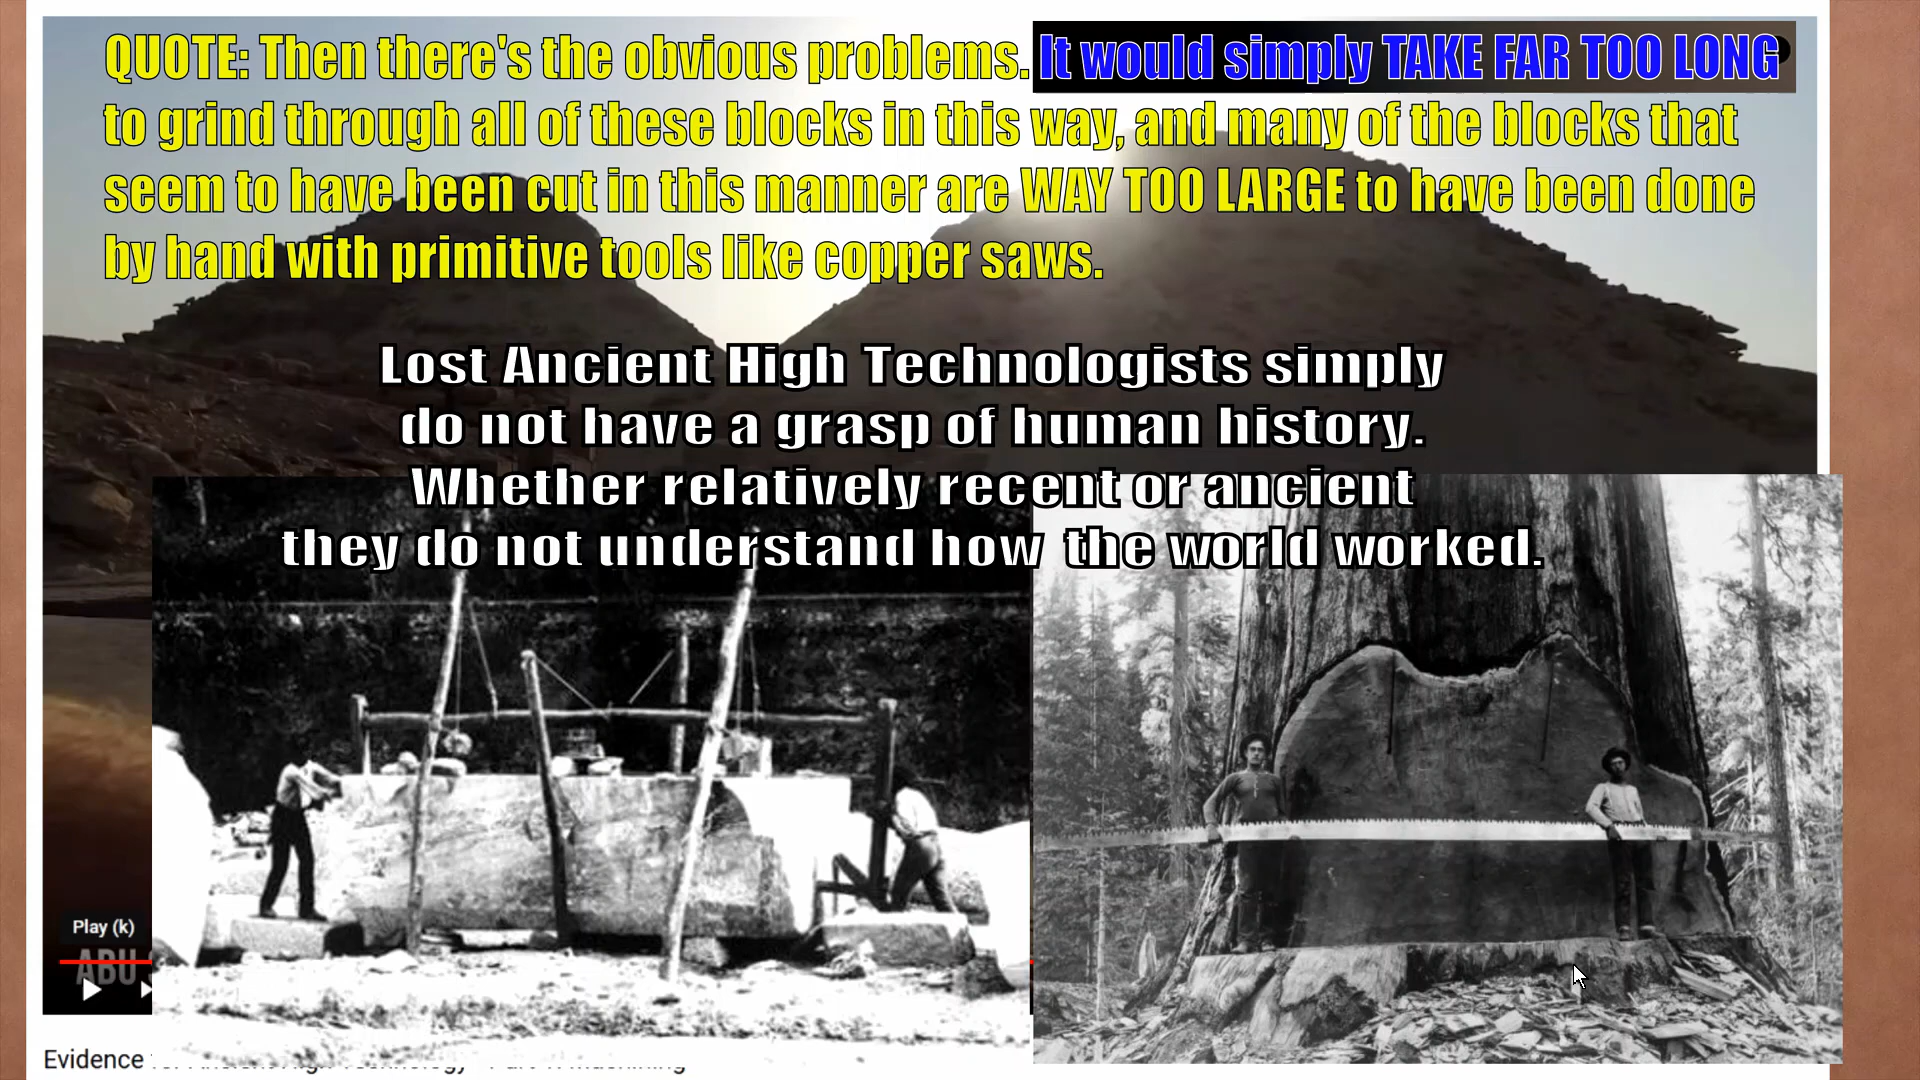 QUOTE: Then there's the obvious problems. It would simply TAKE FAR TOO LONG
to grind through all of these blocks in this way, and many of the blocks that
seem to have been cut in this manner are WAY TOO LARGE to have been done
by hand with primitive tools like copper saws.
Lost Ancient High Technologists simply
do not have a grasp of human history.
Whether relatively recent or ancient
they do not understand how the world worked.
Play (k)
ABU
Evidence